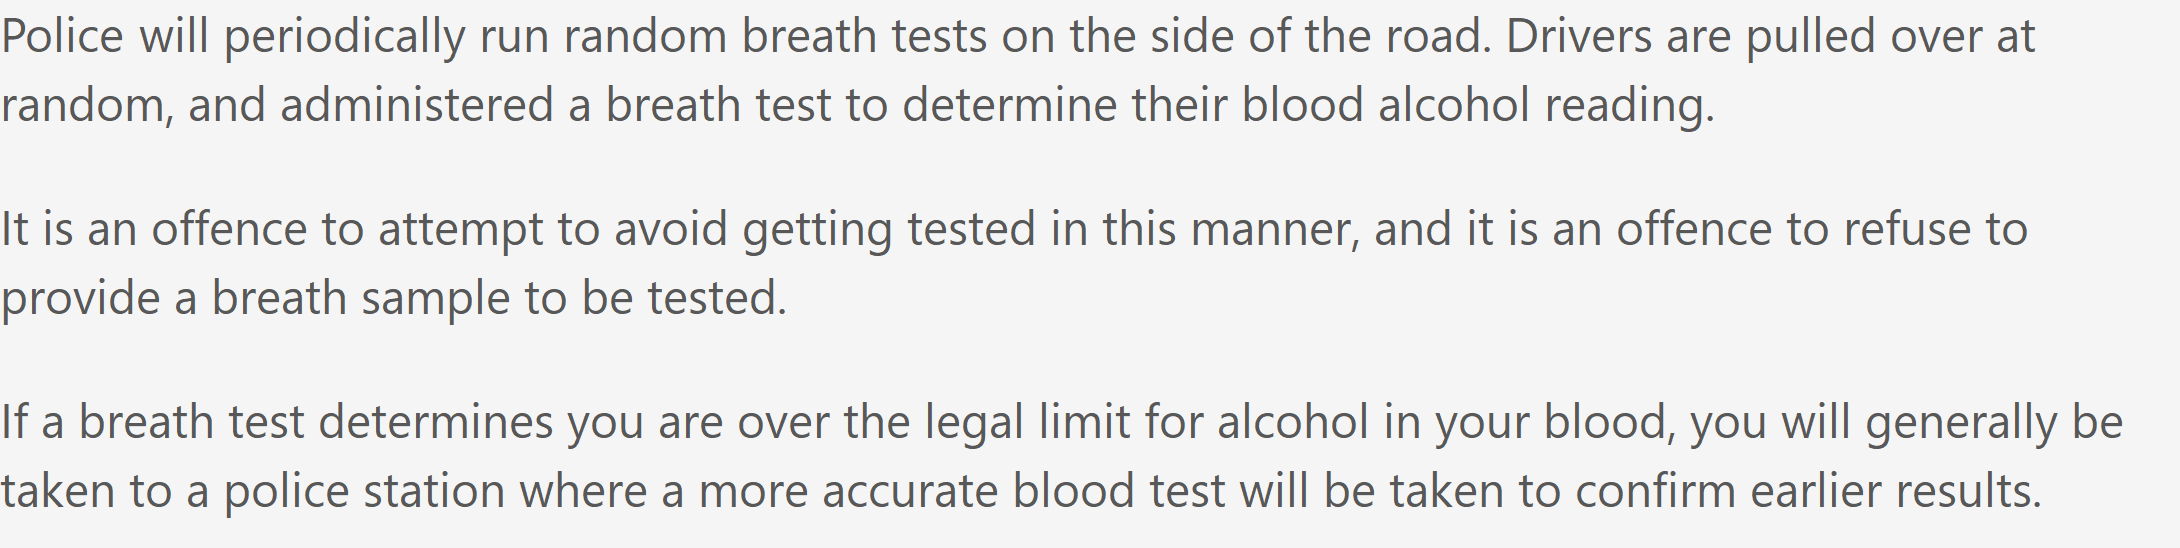 Police will periodically run random breath tests on the side of the road. Drivers are pulled over at
random, and administered a breath test to determine their blood alcohol reading.
It is an offence to attempt to avoid getting tested in this manner, and it is an offence to refuse to
provide a breath sample to be tested.
If a breath test determines you are over the legal limit for alcohol in your blood, you will generally be
taken to a police station where a more accurate blood test will be taken to confirm earlier results.